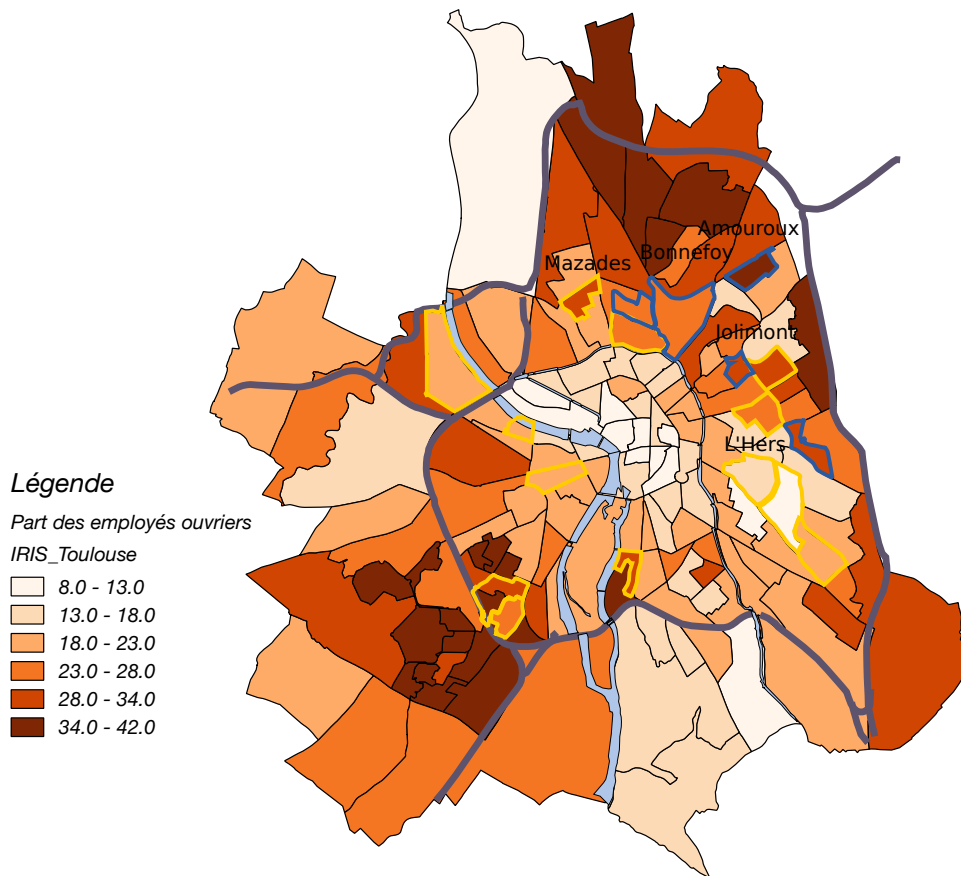 Amouroux
Bonnefoy
Mazades
Jolimont
L'Hers
Légende
Part des employés ouvriers
IRIS_Toulouse
8.0 - 13.0
13.0 - 18.0
18.0 - 23.0
23.0 - 28.0
28.0 - 34.0
34.0 - 42.0